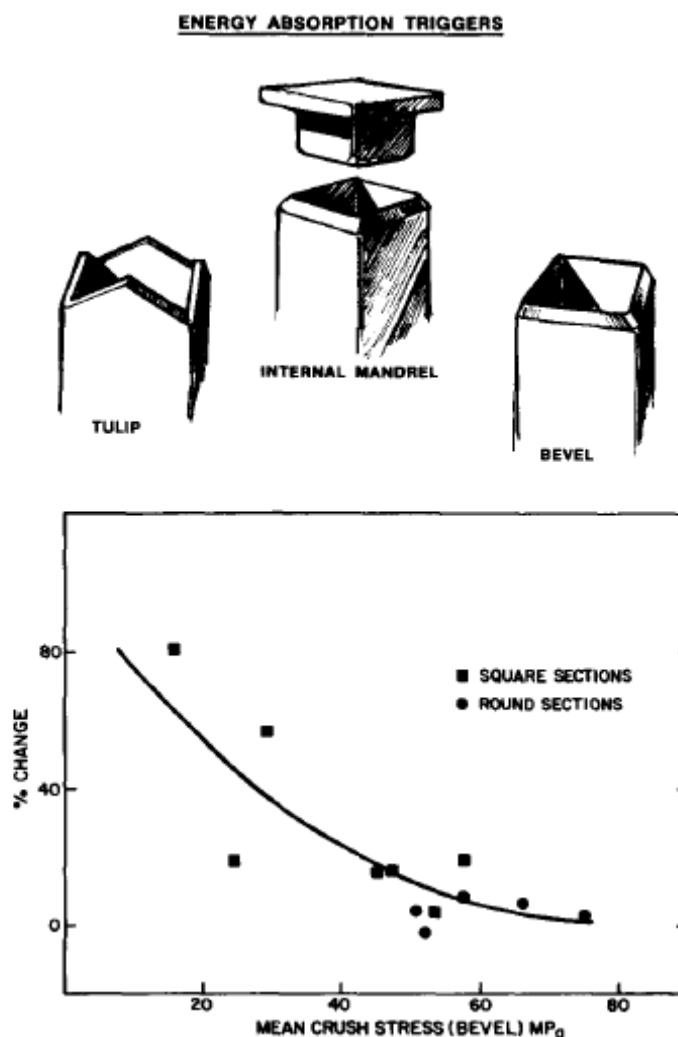 ENERGY ABSORPTION TRIGGERS
INTERNAL MANDREL
TULIP
BEVEL
80
■ SQUARE SECTIONS
● ROUND SECTIONS
% CHANGE
40
0
20 40 60 80
MEAN CRUSH STRESS (BEVEL) MPa